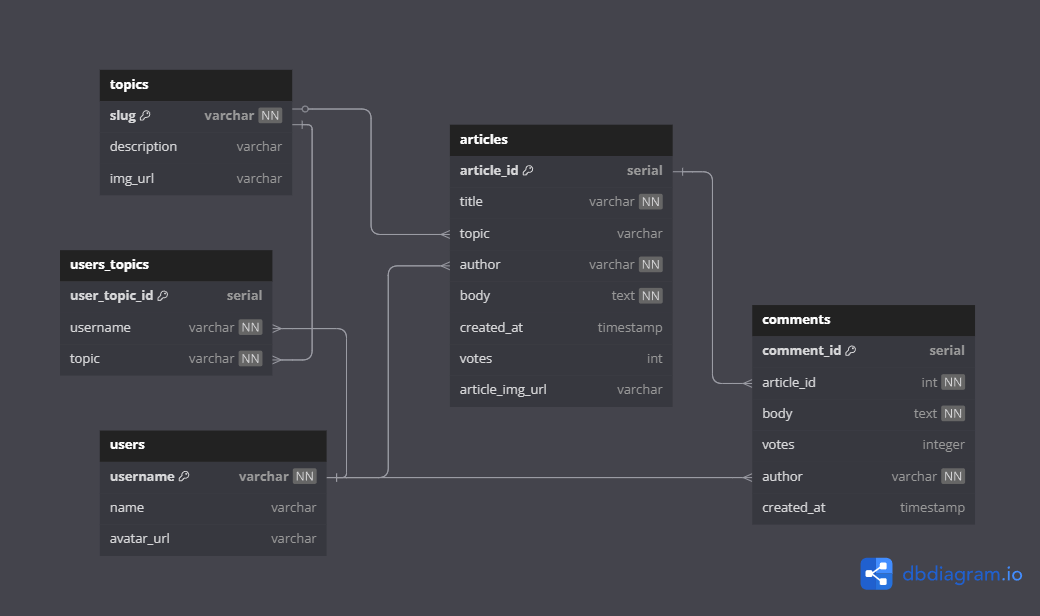 topics
slug varchar NN
description varchar
img_url varchar
users_topics
user_topic_id serial
username varchar NN
topic varchar NN
users
username varchar NN
name varchar
avatar_url varchar
articles
article_id serial
title varchar NN
topic varchar
author varchar NN
body text NN
created_at timestamp
votes int
article_img_url varchar
comments
comment_id serial
article_id int NN
body text NN
votes integer
author varchar NN
created_at timestamp
dbdiagram.io